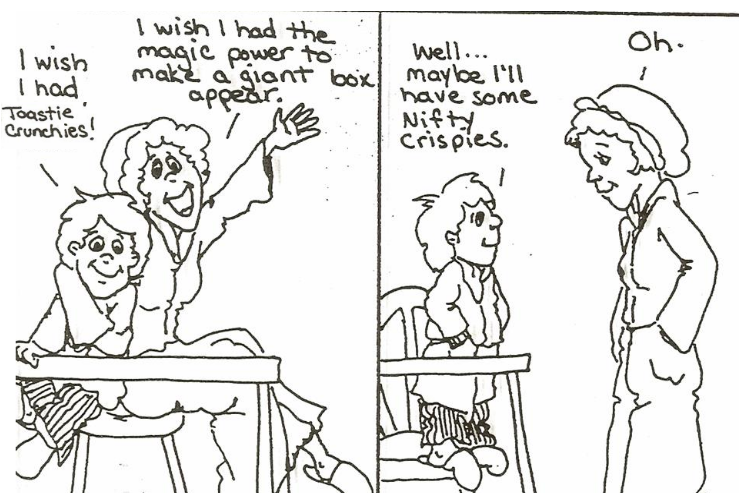 I wish
I had
Toastie
Crunchies!
I wish I had the
magic power to
make a giant box
appear.
Well...
maybe I'll
have some
Nifty
Crispies.
Oh.